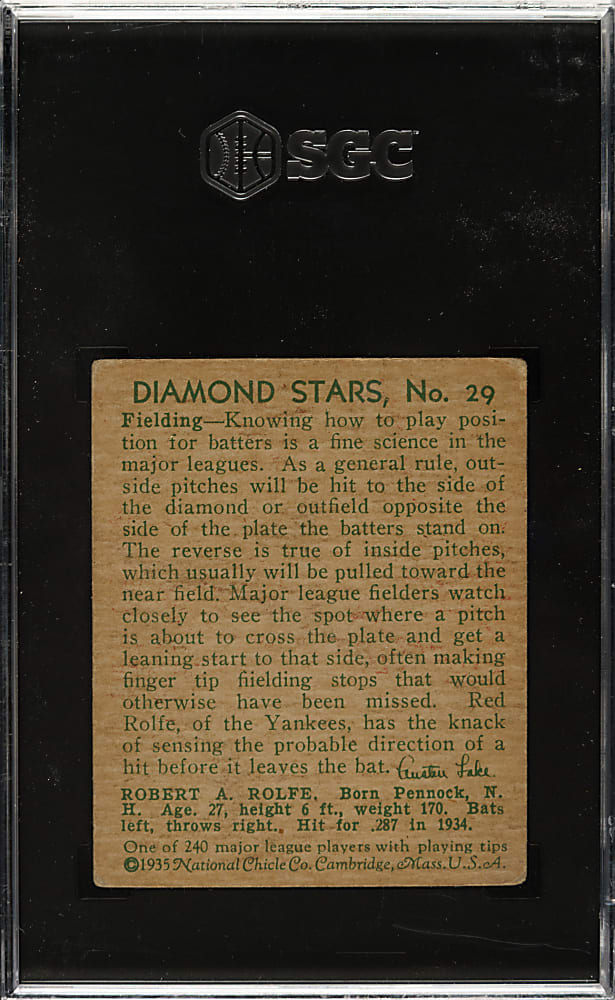 SGC
DIAMOND STARS, No. 29
Fielding—Knowing how to play posi-
tion for batters is a fine science in the
major leagues. As a general rule, out-
side pitches will be hit to the side of
the diamond or outfield opposite the
side of the plate the batters stand on.
The reverse is true of inside pitches,
which usually will be pulled toward the
near field. Major league fielders watch
closely to see the spot where a pitch
is about to cross the plate and get a
leaning start to that side, often making
finger tip fiielding stops that would
otherwise have been missed. Red
Rolfe, of the Yankees, has the knack
of sensing the probable direction of a
hit before it leaves the bat. Austen Lake.
ROBERT A. ROLFE. Born Pennock, N.
H. Age. 27, height 6 ft., weight 170. Bats
left, throws right. Hit for .287 in 1934.
One of 240 major league players with playing tips
©1935 National Chicle Co. Cambridge, Mass. U.S.A.